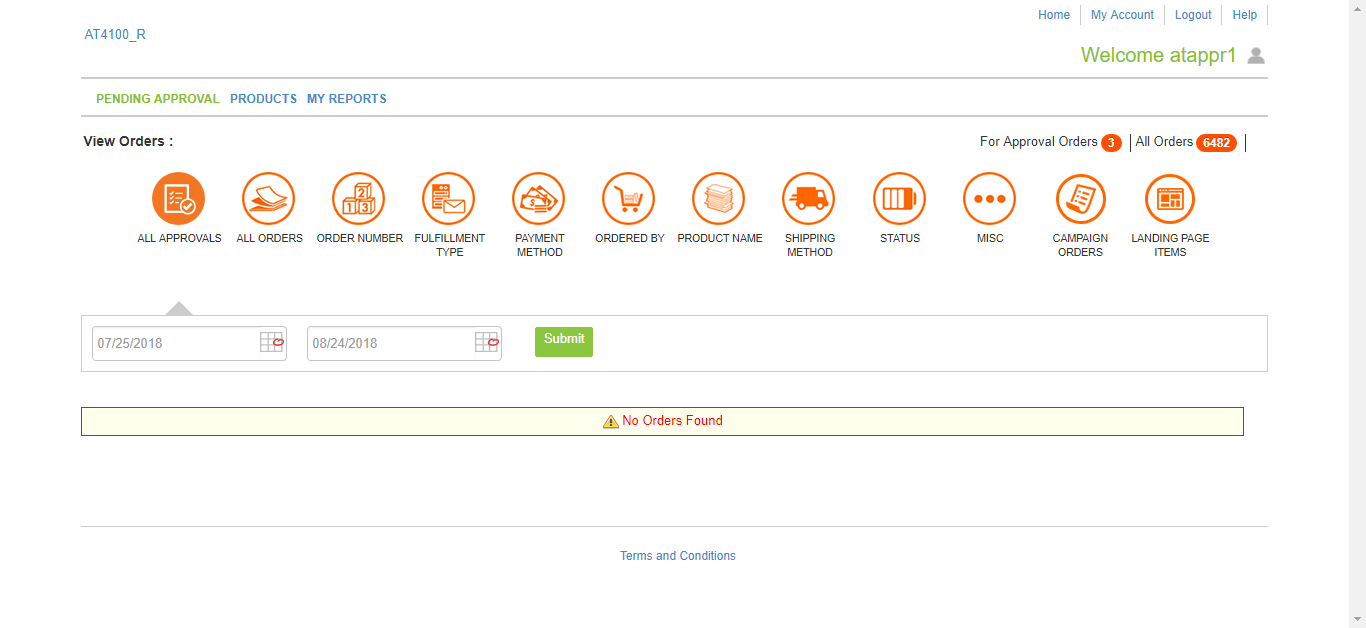 Home My Account Logout Help
AT4100_R
Welcome atappr1
PENDING APPROVAL PRODUCTS MY REPORTS
View Orders : For Approval Orders 3 All Orders 6482
1 2 3
$
ALL APPROVALS ALL ORDERS ORDER NUMBER FULFILLMENT TYPE PAYMENT METHOD ORDERED BY PRODUCT NAME SHIPPING METHOD STATUS MISC CAMPAIGN ORDERS LANDING PAGE ITEMS
07/25/2018 08/24/2018 Submit
No Orders Found
Terms and Conditions